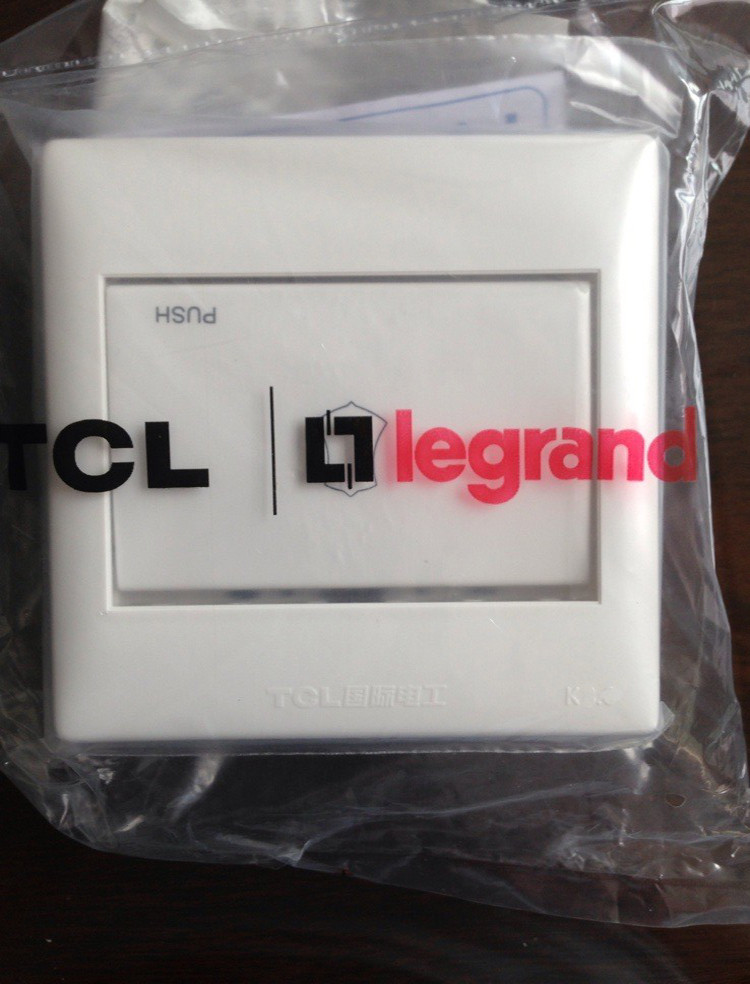 PUSH
TCL legrand
TCL国际电工